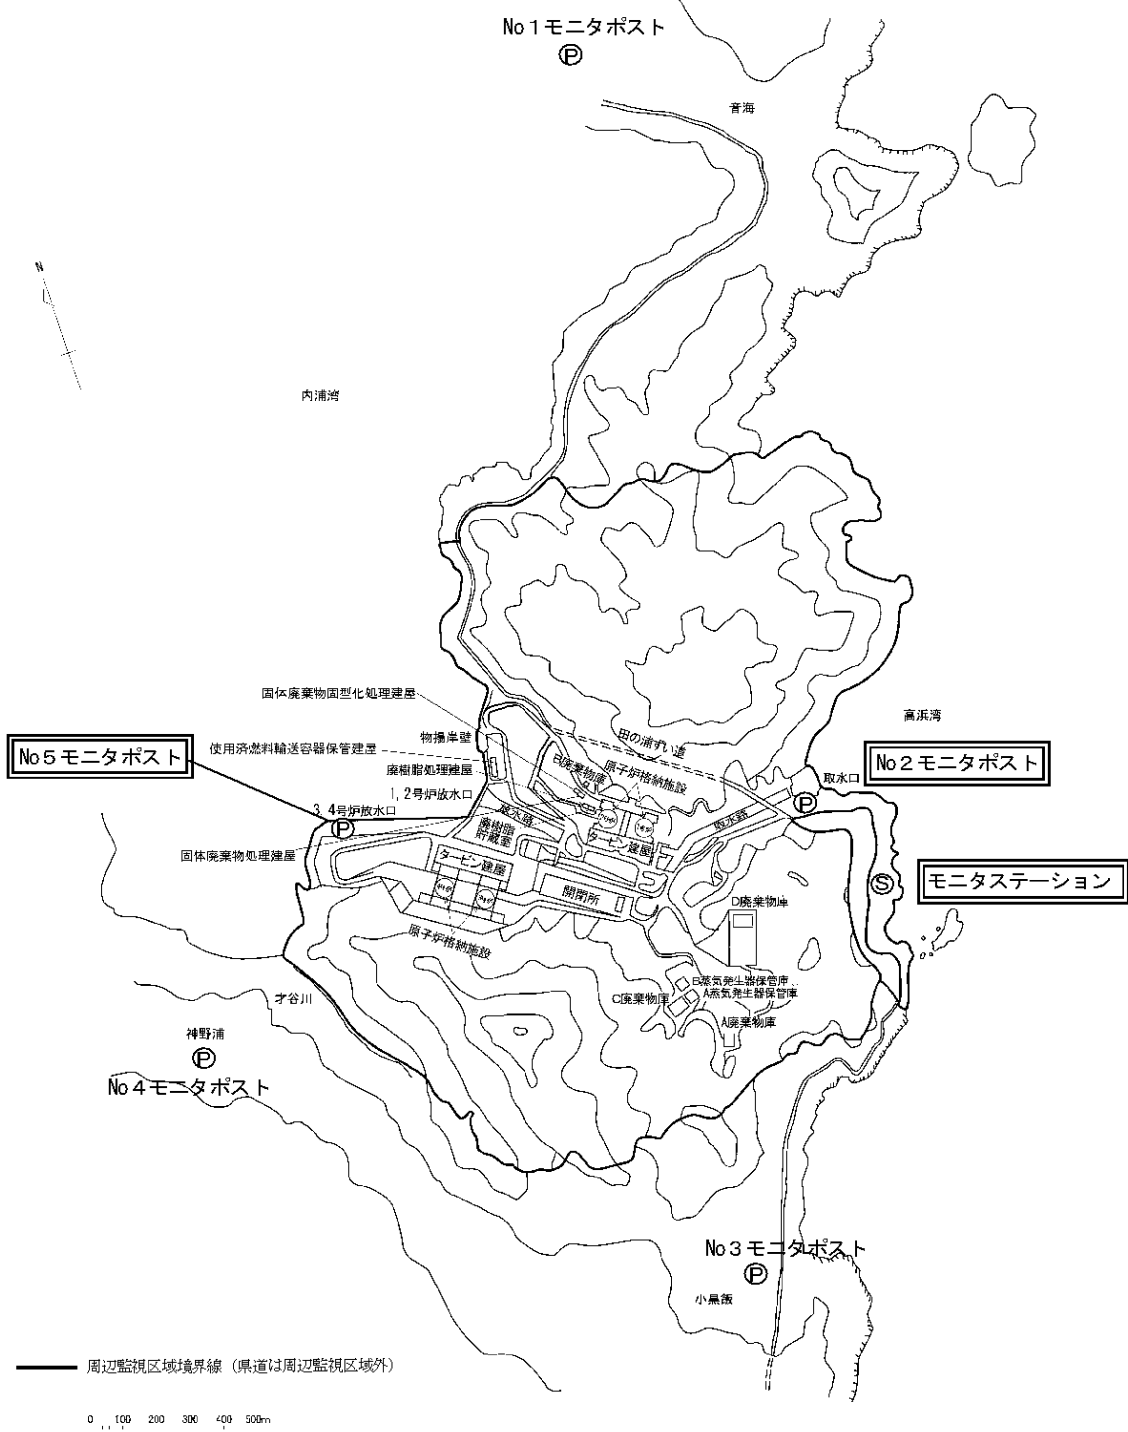 No1モニタポスト
P
音海
N
内浦湾
固体廃棄物固型化処理建屋
高浜湾
物揚岸壁
田の浦ずい道
使用済燃料輸送容器保管建屋
No5モニタポスト
No2モニタポスト
廃樹脂処理建屋
B廃棄物庫
原子炉格納施設
取水口
1,2号炉放水口
P
3,4号炉放水口
放水路
取水路
P
廃樹脂
貯蔵室
タービン建屋
固体廃棄物処理建屋
タービン建屋
開閉所
S
モニタステーション
D廃棄物庫
原子炉格納施設
B蒸気発生器保管庫
A蒸気発生器保管庫
C廃棄物庫
A廃棄物庫
才谷川
神野浦
P
No4モニタポスト
No3モニタポスト
P
小黒飯
周辺監視区域境界線（県道は周辺監視区域外）
0 100 200 300 400 500m